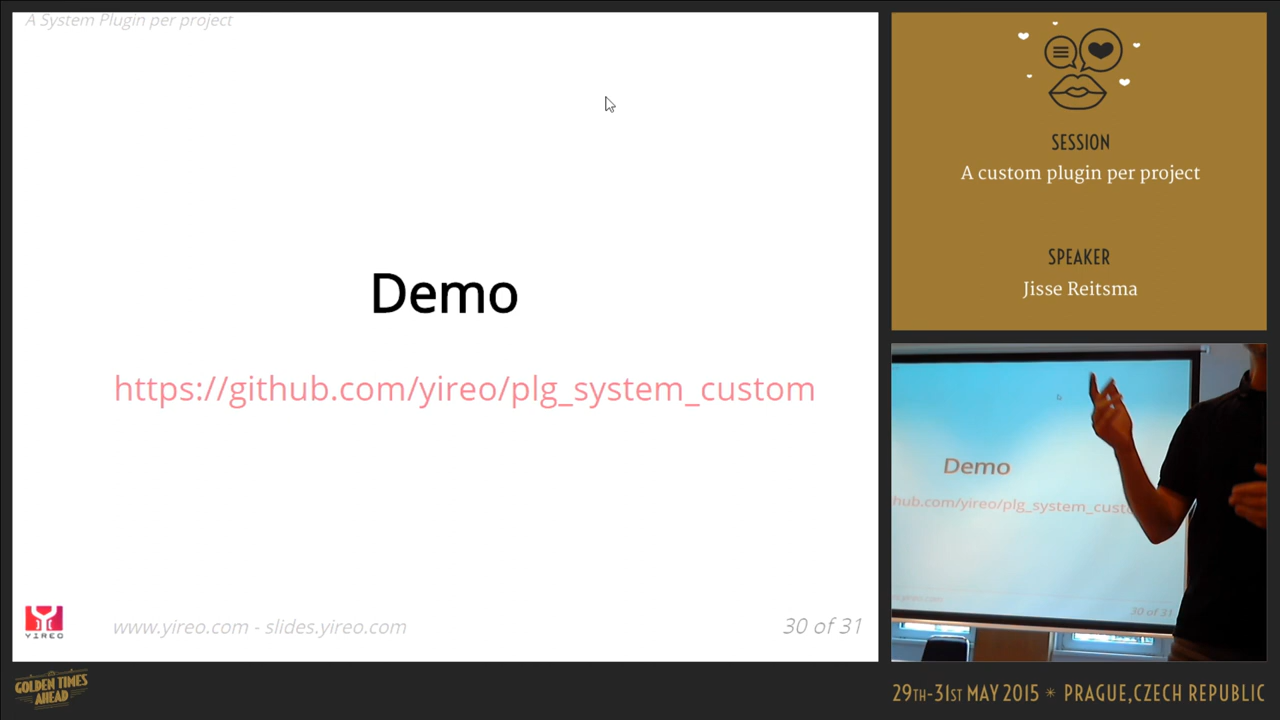 A System Plugin per project
Demo
https://github.com/yireo/plg_system_custom
YIREO
www.yireo.com - slides.yireo.com
30 of 31
SESSION
A custom plugin per project
SPEAKER
Jisse Reitsma
Demo
hub.com/yireo/plg_system_custo
30 of 31
GOLDEN TIMES
AHEAD
29TH-31ST MAY 2015 * PRAGUE, CZECH REPUBLIC